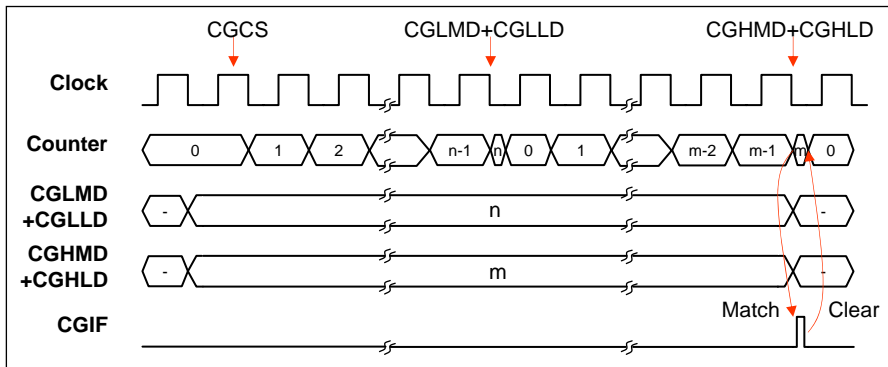 CGCS CGLMD+CGLLD CGHMD+CGHLD
Clock
Counter 0 1 2 n-1 n 0 1 m-2 m-1 m 0
CGLMD
+CGLLD - n -
CGHMD
+CGHLD - m -
Match Clear
CGIF